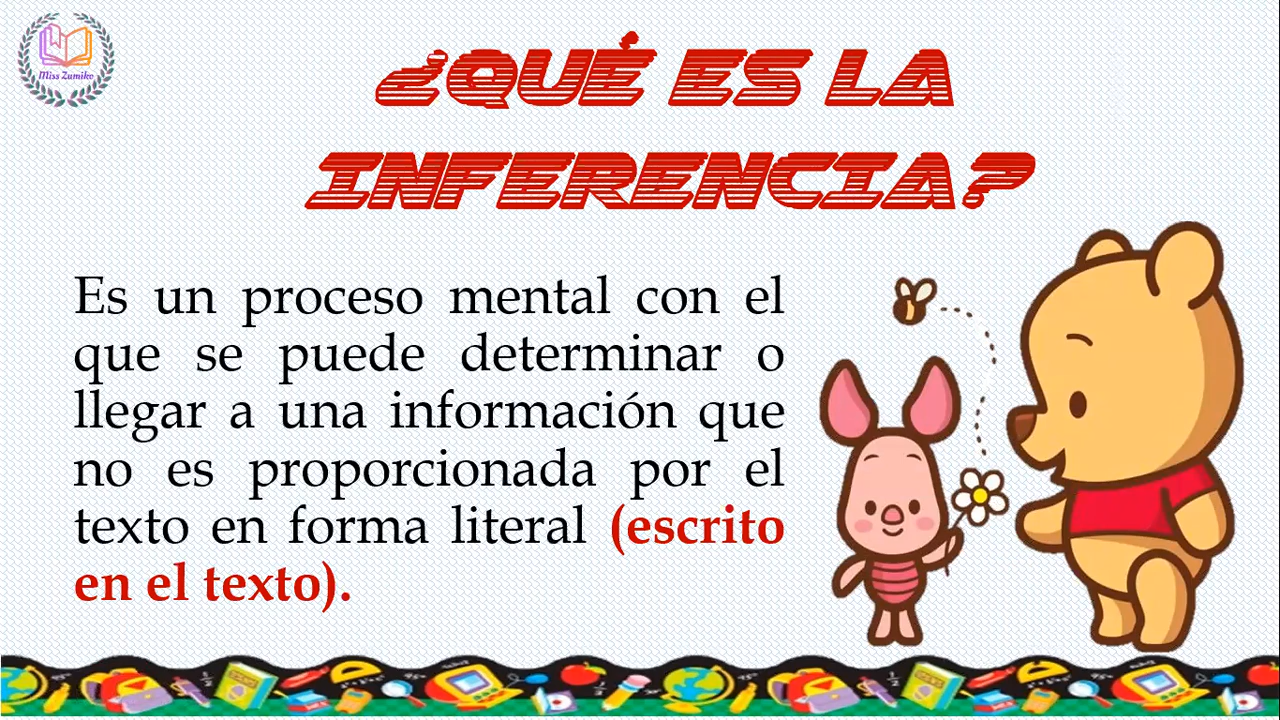 Miss Zumiko
¿QUÉ ES LA
INFERENCIA?
Es un proceso mental con el
que se puede determinar o
llegar a una información que
no es proporcionada por el
texto en forma literal (escrito
en el texto).